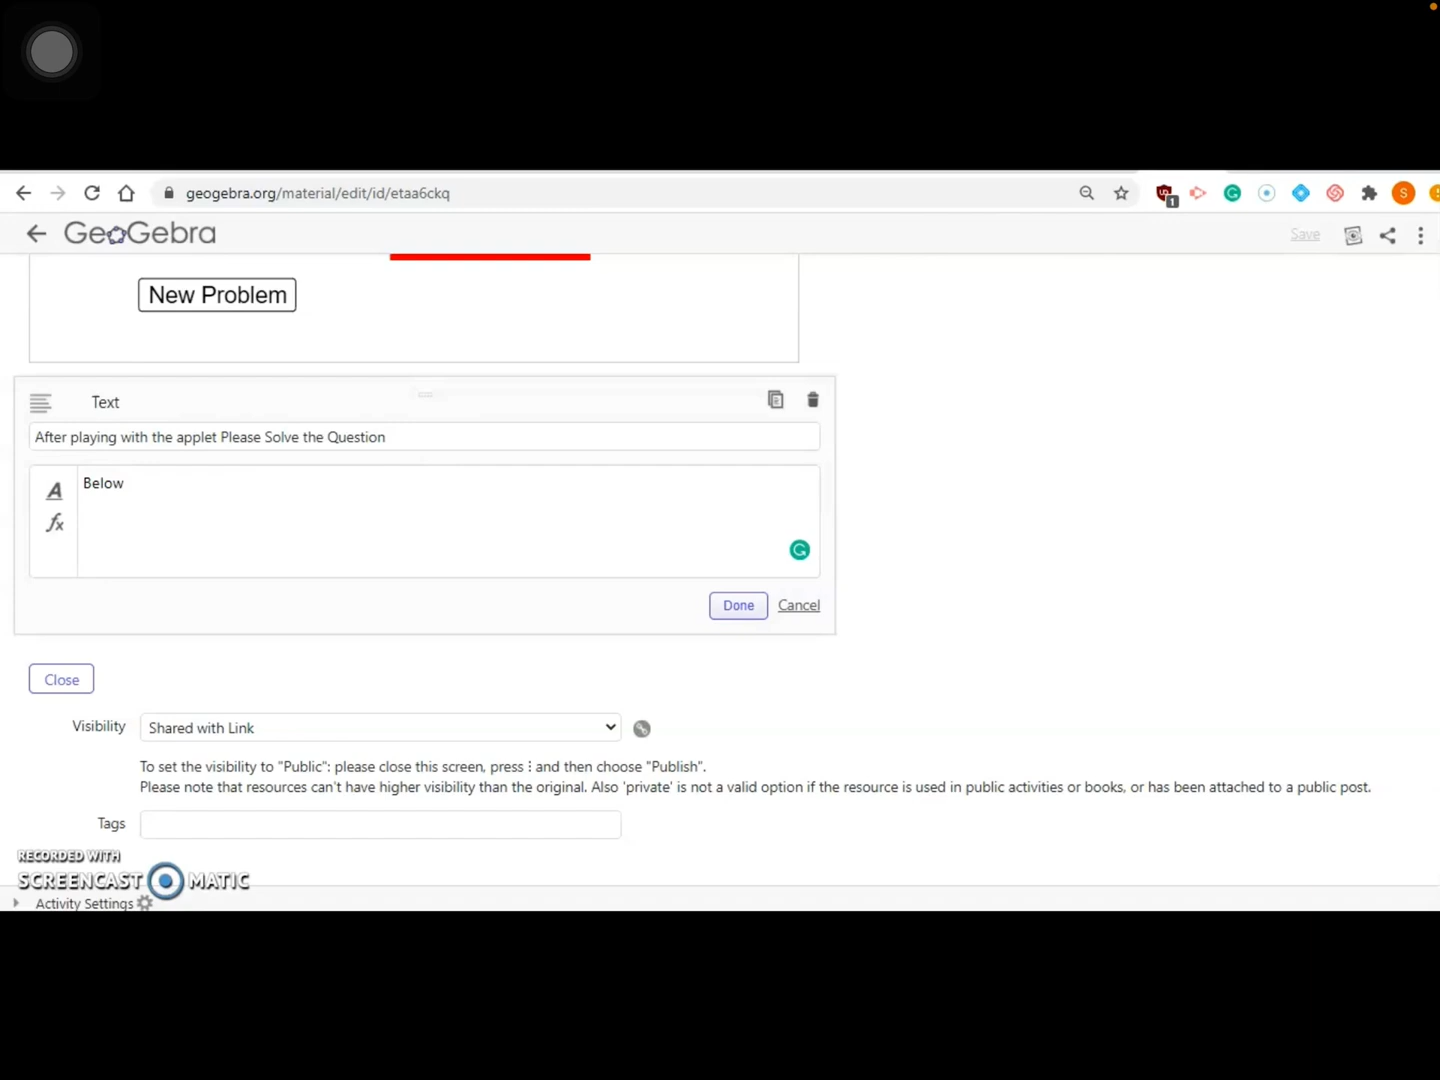 geogebra.org/material/edit/id/etaa6ckq
1
S
GeoGebra
Save
New Problem
Text
After playing with the applet Please Solve the Question
A
fx
Below
Done
Cancel
Close
Visibility
Shared with Link
To set the visibility to "Public": please close this screen, press ⋮ and then choose "Publish".
Please note that resources can't have higher visibility than the original. Also 'private' is not a valid option if the resource is used in public activities or books, or has been attached to a public post.
Tags
RECORDED WITH
SCREENCAST MATIC
Activity Settings